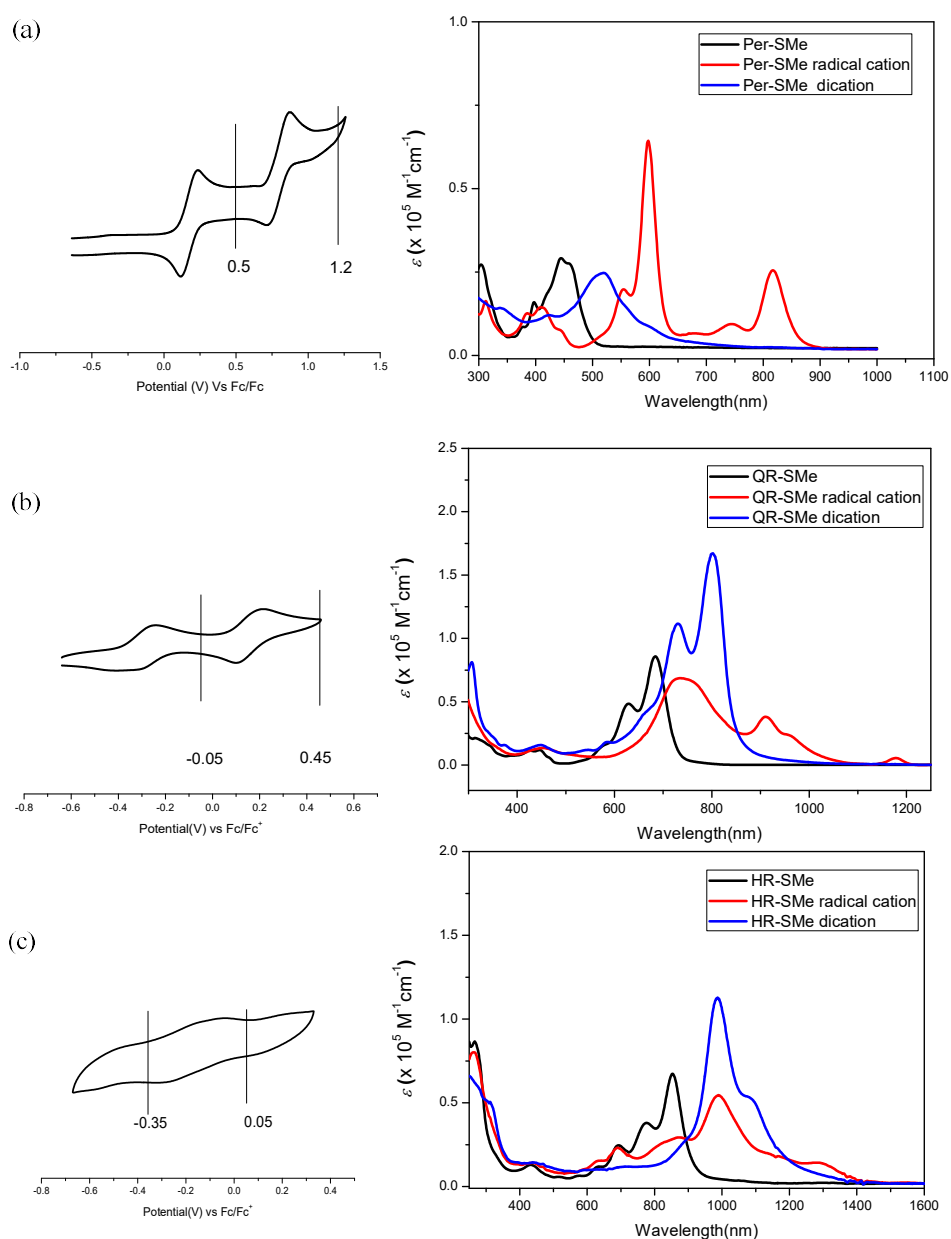 (a)
0.5
1.2
-1.0 -0.5 0.0 0.5 1.0 1.5
Potential (V) Vs Fc/Fc
1.0
0.5
0.0
ε (x 10⁵ M⁻¹cm⁻¹)
Per-SMe
Per-SMe radical cation
Per-SMe dication
300 400 500 600 700 800 900 1000 1100
Wavelength(nm)
(b)
-0.05
0.45
-0.8 -0.6 -0.4 -0.2 0.0 0.2 0.4 0.6
Potential(V) vs Fc/Fc⁺
2.5
2.0
1.5
1.0
0.5
0.0
ε (x 10⁵ M⁻¹cm⁻¹)
QR-SMe
QR-SMe radical cation
QR-SMe dication
400 600 800 1000 1200
Wavelength(nm)
(c)
-0.35
0.05
-0.8 -0.6 -0.4 -0.2 0.0 0.2 0.4
Potential(V) vs Fc/Fc⁺
2.0
1.5
1.0
0.5
0.0
ε (x 10⁵ M⁻¹cm⁻¹)
HR-SMe
HR-SMe radical cation
HR-SMe dication
400 600 800 1000 1200 1400 1600
Wavelength(nm)